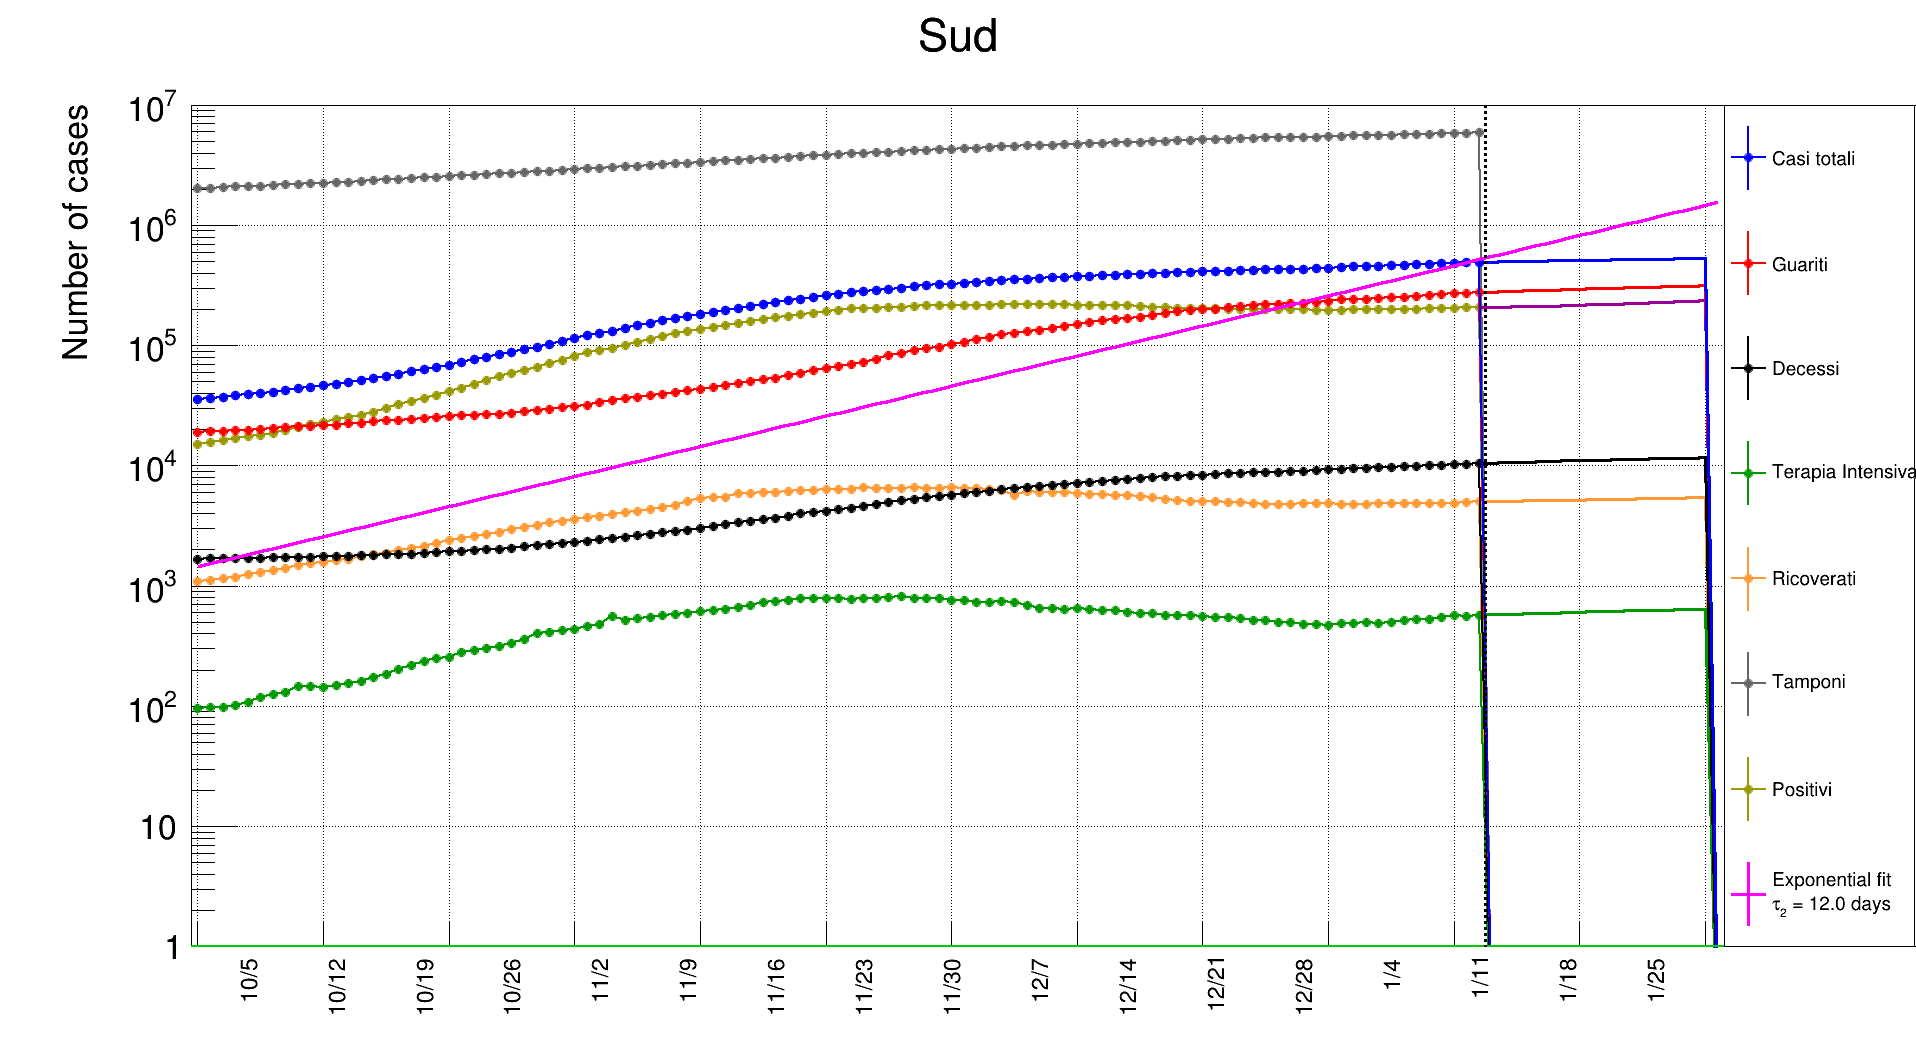 Sud
Number of cases
10^7
10^6
10^5
10^4
10^3
10^2
10
1
10/5
10/12
10/19
10/26
11/2
11/9
11/16
11/23
11/30
12/7
12/14
12/21
12/28
1/4
1/11
1/18
1/25
Casi totali
Guariti
Decessi
Terapia Intensiva
Ricoverati
Tamponi
Positivi
Exponential fit
τ_2 = 12.0 days